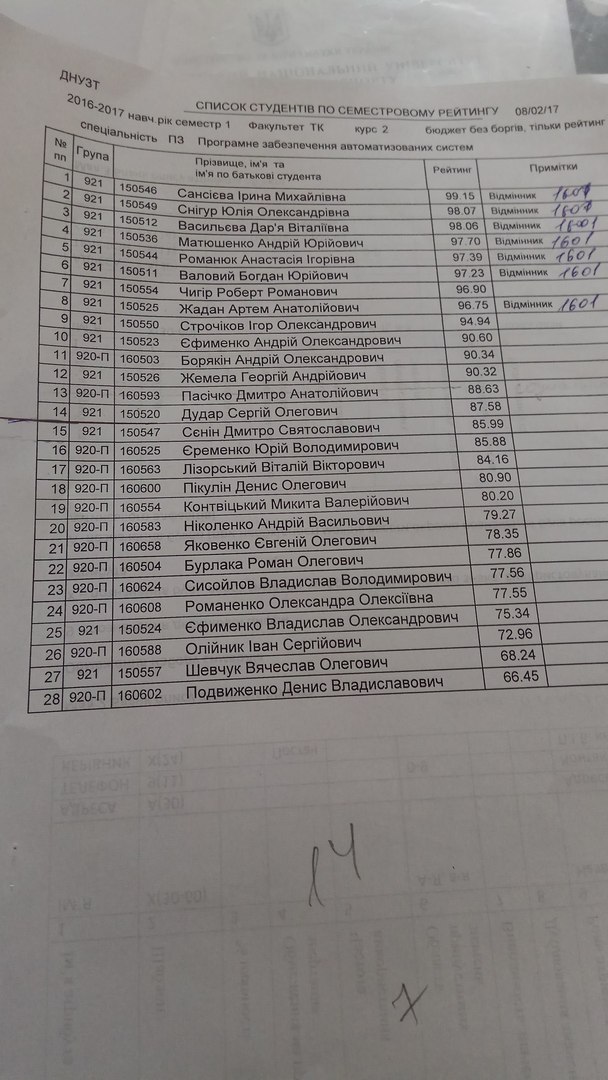 ДНУЗТ
СПИСОК СТУДЕНТІВ ПО СЕМЕСТРОВОМУ РЕЙТИНГУ 08/02/17
2016-2017 навч.рік семестр 1 Факультет ТК курс 2 бюджет без боргів, тільки рейтинг
спеціальність ПЗ Програмне забезпечення автоматизованих систем
№ пп Група Прізвище, ім'я та ім'я по батькові студента Рейтинг Примітки
1 921 150546 Сансієва Ірина Михайлівна 99.15 Відмінник 1601
2 921 150549 Снігур Юлія Олександрівна 98.07 Відмінник 1601
3 921 150512 Васильєва Дар'я Віталіївна 98.06 Відмінник 1601
4 921 150536 Матюшенко Андрій Юрійович 97.70 Відмінник 1601
5 921 150544 Романюк Анастасія Ігорівна 97.39 Відмінник 1601
6 921 150511 Валовий Богдан Юрійович 97.23 Відмінник 1601
7 921 150554 Чигір Роберт Романович 96.90
8 921 150525 Жадан Артем Анатолійович 96.75 Відмінник 1601
9 921 150550 Строчіков Ігор Олександрович 94.94
10 921 150523 Єфименко Андрій Олександрович 90.60
11 920-П 160503 Борякін Андрій Олександрович 90.34
12 921 150526 Жемела Георгій Андрійович 90.32
13 920-П 160593 Пасічко Дмитро Анатолійович 88.63
14 921 150520 Дудар Сергій Олегович 87.58
15 921 150547 Сєнін Дмитро Святославович 85.99
16 920-П 160525 Єременко Юрій Володимирович 85.88
17 920-П 160563 Лізорський Віталій Вікторович 84.16
18 920-П 160600 Пікулін Денис Олегович 80.90
19 920-П 160554 Контвіцький Микита Валерійович 80.20
20 920-П 160583 Ніколенко Андрій Васильович 79.27
21 920-П 160658 Яковенко Євгеній Олегович 78.35
22 920-П 160504 Бурлака Роман Олегович 77.86
23 920-П 160624 Сисойлов Владислав Володимирович 77.56
24 920-П 160608 Романенко Олександра Олексіївна 77.55
25 921 150524 Єфименко Владислав Олександрович 75.34
26 920-П 160588 Олійник Іван Сергійович 72.96
27 921 150557 Шевчук Вячеслав Олегович 68.24
28 920-П 160602 Подвиженко Денис Владиславович 66.45
14